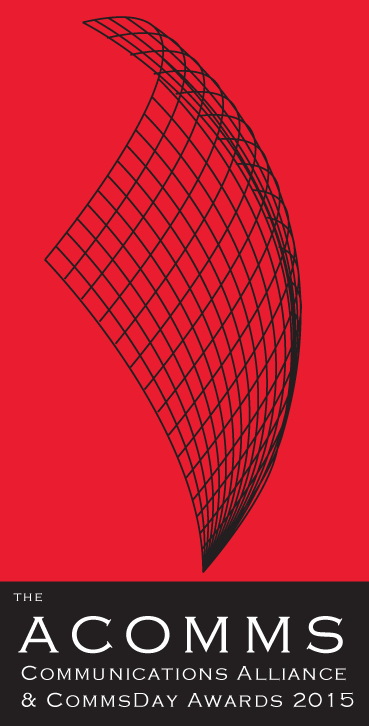 THE
ACOMMS
COMMUNICATIONS ALLIANCE
& COMMSDAY AWARDS 2015